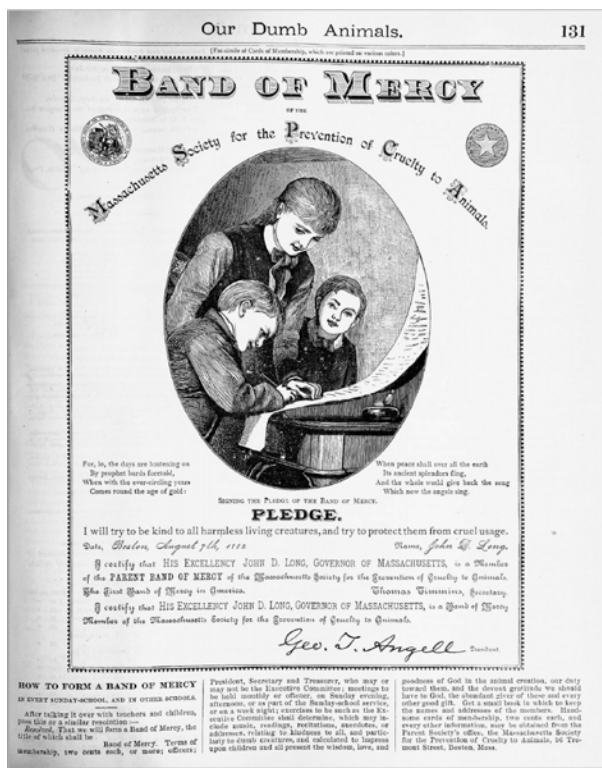 Our Dumb Animals.
131
[Fac-simile of Cards of Membership, which are printed on various colors.]
BAND OF MERCY
OF THE
Massachusetts Society for the Prevention of Cruelty to Animals.
For, lo, the days are hastening on
By prophet bards foretold,
When with the ever-circling years
Comes round the age of gold:
When peace shall over all the earth
Its ancient splendors fling,
And the whole world give back the song
Which now the angels sing.
SIGNING THE PLEDGE OF THE BAND OF MERCY.
PLEDGE.
I will try to be kind to all harmless living creatures, and try to protect them from cruel usage.
Date, Boston, August 7th, 1882 Name, John D. Long.
I certify that HIS EXCELLENCY JOHN D. LONG, GOVERNOR OF MASSACHUSETTS, is a Member
of the PARENT BAND OF MERCY of the Massachusetts Society for the Prevention of Cruelty to Animals.
The First Band of Mercy in America. Thomas Timmins, Secretary.
I certify that HIS EXCELLENCY JOHN D. LONG, GOVERNOR OF MASSACHUSETTS, is a Band of Mercy
Member of the Massachusetts Society for the Prevention of Cruelty to Animals.
Geo. T. Angell President.
HOW TO FORM A BAND OF MERCY
IN EVERY SUNDAY-SCHOOL, AND IN OTHER SCHOOLS.
After talking it over with teachers and children,
pass this or a similar resolution:—
Resolved, That we will form a Band of Mercy, the
title of which shall be
Band of Mercy. Terms of
membership, two cents each, or more; officers;
President, Secretary and Treasurer, who may or
may not be the Executive Committee; meetings to
be held monthly or oftener, on Sunday evening,
afternoon, or as part of the Sunday-school service,
or on a week night; exercises to be such as the Ex-
ecutive Committee shall determine, which may in-
clude music, readings, recitations, anecdotes, or
addresses, relating to kindness to all, and partic-
ularly to dumb creatures, and calculated to impress
upon children and all present the wisdom, love, and
goodness of God in the animal creation, our duty
toward them, and the devout gratitude we should
have to God, the abundant giver of these and every
other good gift. Get a small book in which to keep
the names and addresses of the members. Hand-
some cards of membership, two cents each, and
every other information, may be obtained from the
Parent Society's office, the Massachusetts Society
for the Prevention of Cruelty to Animals, 96 Tre-
mont Street, Boston, Mass.